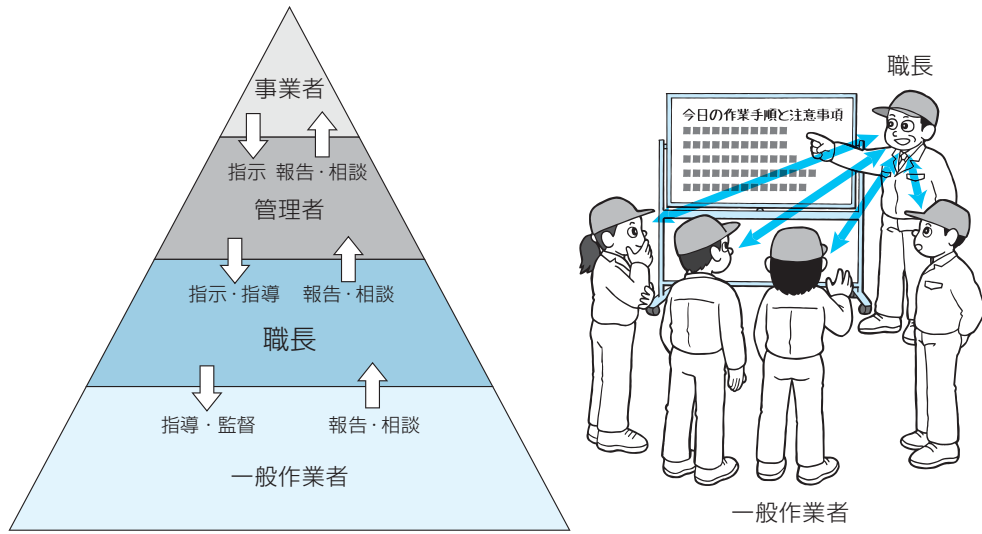 事業者
指示 報告・相談
管理者
指示・指導 報告・相談
職長
指導・監督 報告・相談
一般作業者
職長
今日の作業手順と注意事項
一般作業者